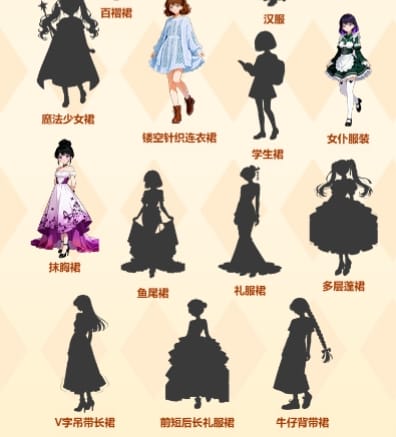 百褶裙
汉服
魔法少女裙
镂空针织连衣裙
学生裙
女仆服装
抹胸裙
鱼尾裙
礼服裙
多层蓬裙
V字吊带长裙
前短后长礼服裙
牛仔背带裙